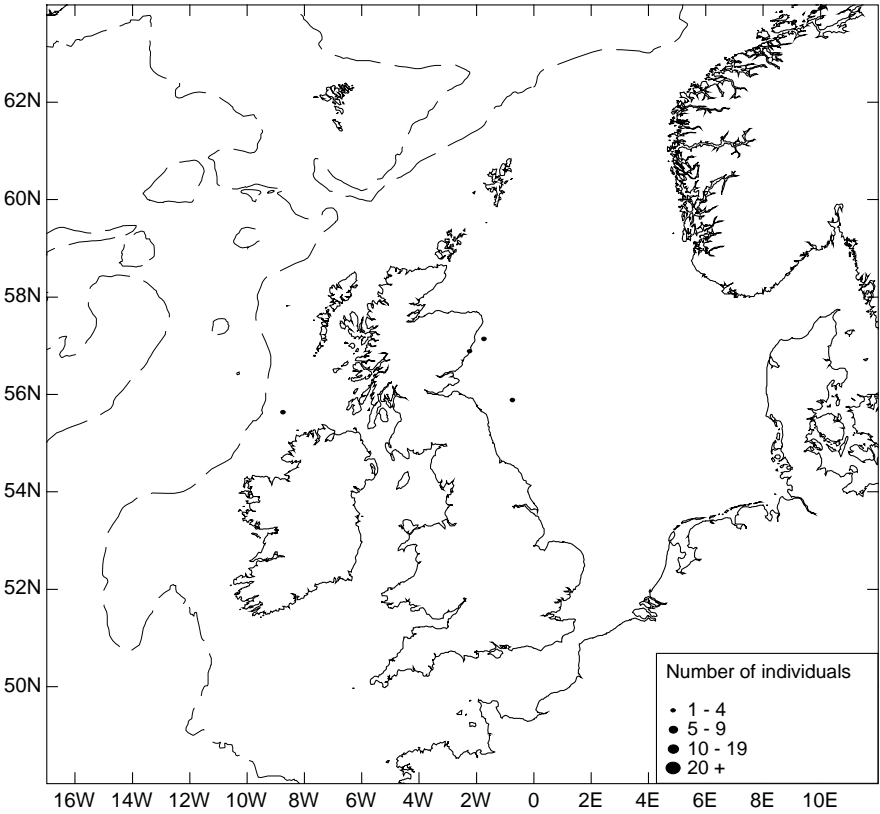 62N
60N
58N
56N
54N
52N
50N
Number of individuals
1 - 4
5 - 9
10 - 19
20 +
16W 14W 12W 10W 8W 6W 4W 2W 0 2E 4E 6E 8E 10E